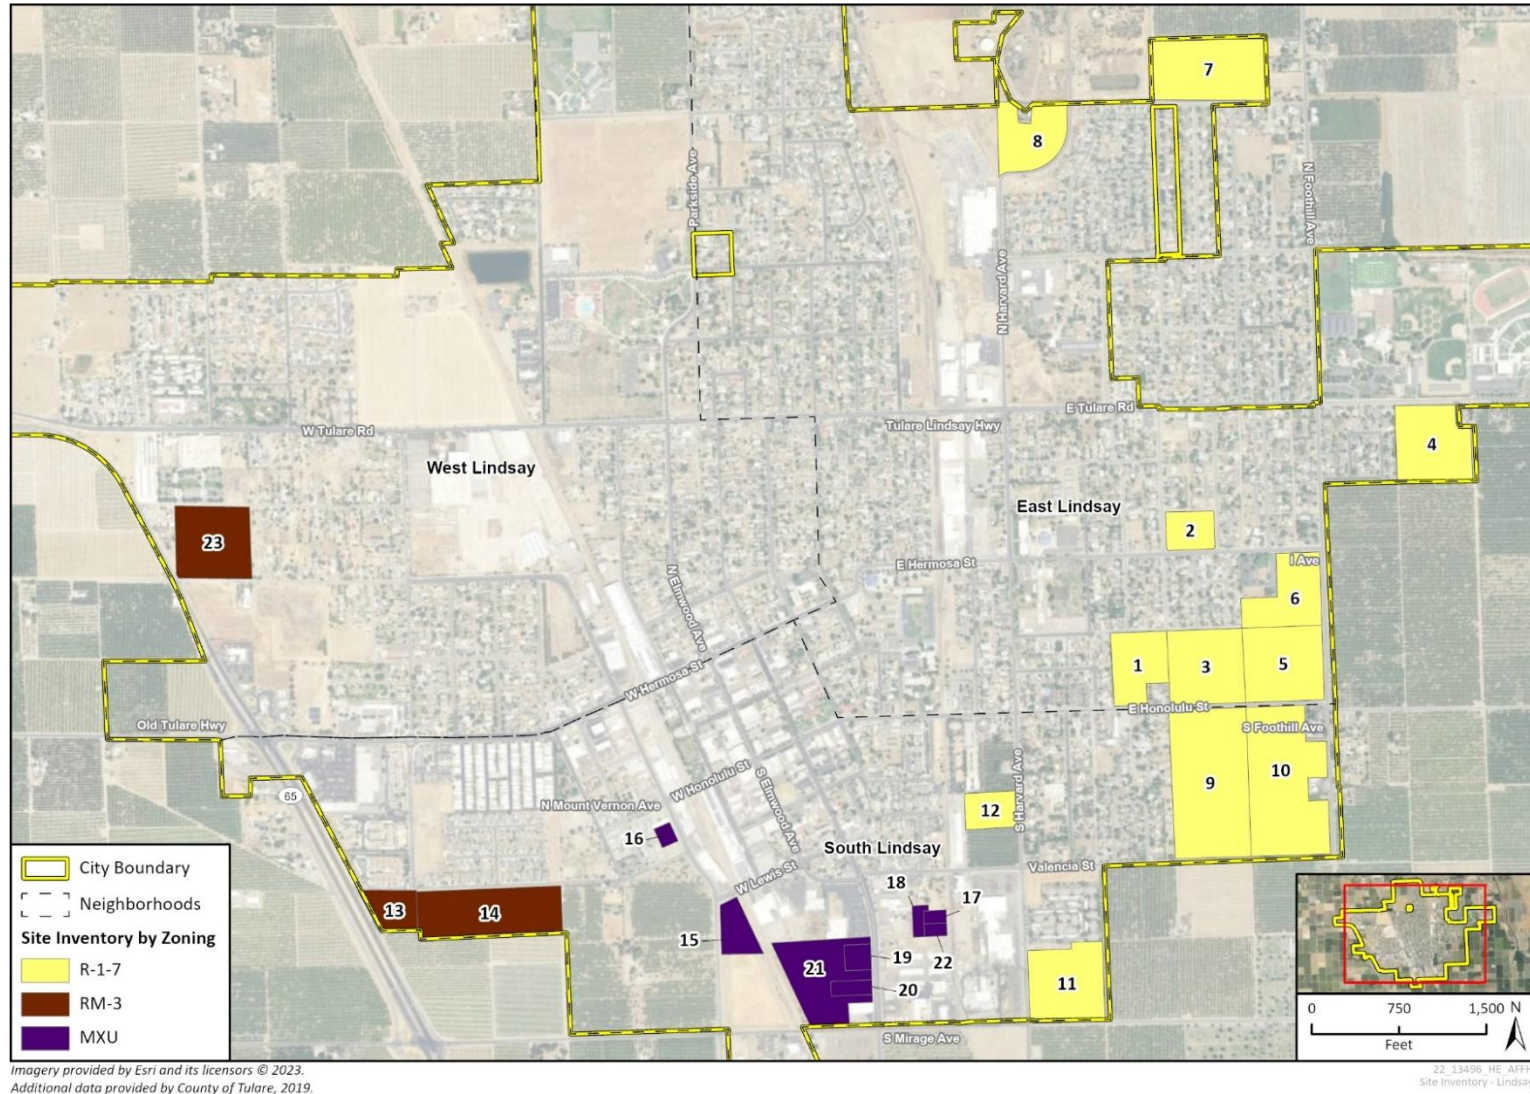 7
8
Parkside Ave
N Foothill Ave
N Harvard Ave
E Tulare Rd
Tulare Lindsay Hwy
W Tulare Rd
4
West Lindsay
East Lindsay
2
23
E Hermosa St
I Ave
N Elmwood Ave
6
1
3
5
W Hermosa St
E Honolulu St
Old Tulare Hwy
S Foothill Ave
W Honolulu St
S Elmwood Ave
9
10
65
N Mount Vernon Ave
12
S Harvard Ave
16
South Lindsay
Valencia St
W Lewis St
18
17
13
14
15
21
19
22
20
11
S Mirage Ave
City Boundary
Neighborhoods
Site Inventory by Zoning
R-1-7
RM-3
MXU
0 750 1,500 N
Feet
Imagery provided by Esri and its licensors © 2023.
Additional data provided by County of Tulare, 2019.
22_13496_HE_AFFH
Site Inventory - Lindsay